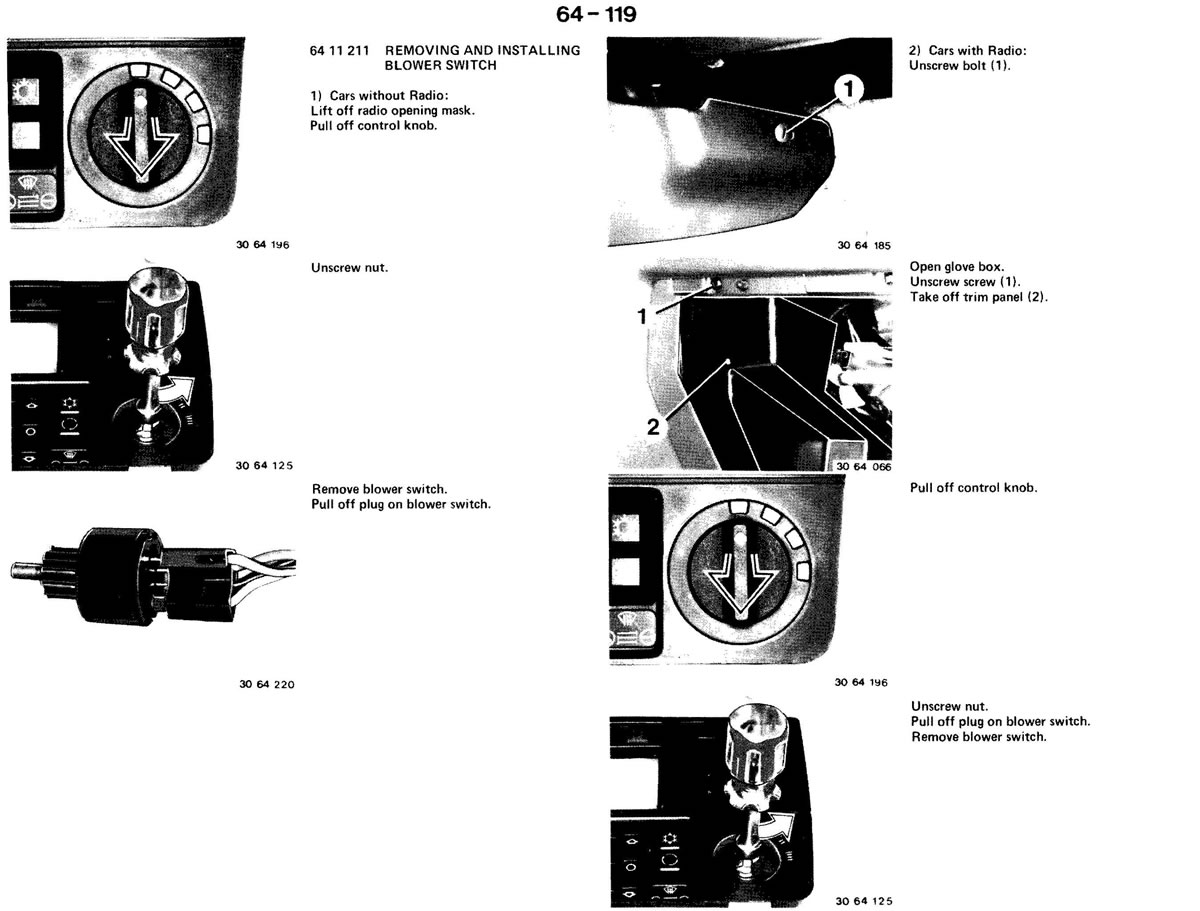 64 – 119
64 11 211 REMOVING AND INSTALLING
BLOWER SWITCH
1) Cars without Radio:
Lift off radio opening mask.
Pull off control knob.
30 64 196
Unscrew nut.
30 64 125
Remove blower switch.
Pull off plug on blower switch.
30 64 220
2) Cars with Radio:
Unscrew bolt (1).
1
30 64 185
Open glove box.
Unscrew screw (1).
Take off trim panel (2).
1
2
30 64 066
Pull off control knob.
30 64 196
Unscrew nut.
Pull off plug on blower switch.
Remove blower switch.
30 64 125